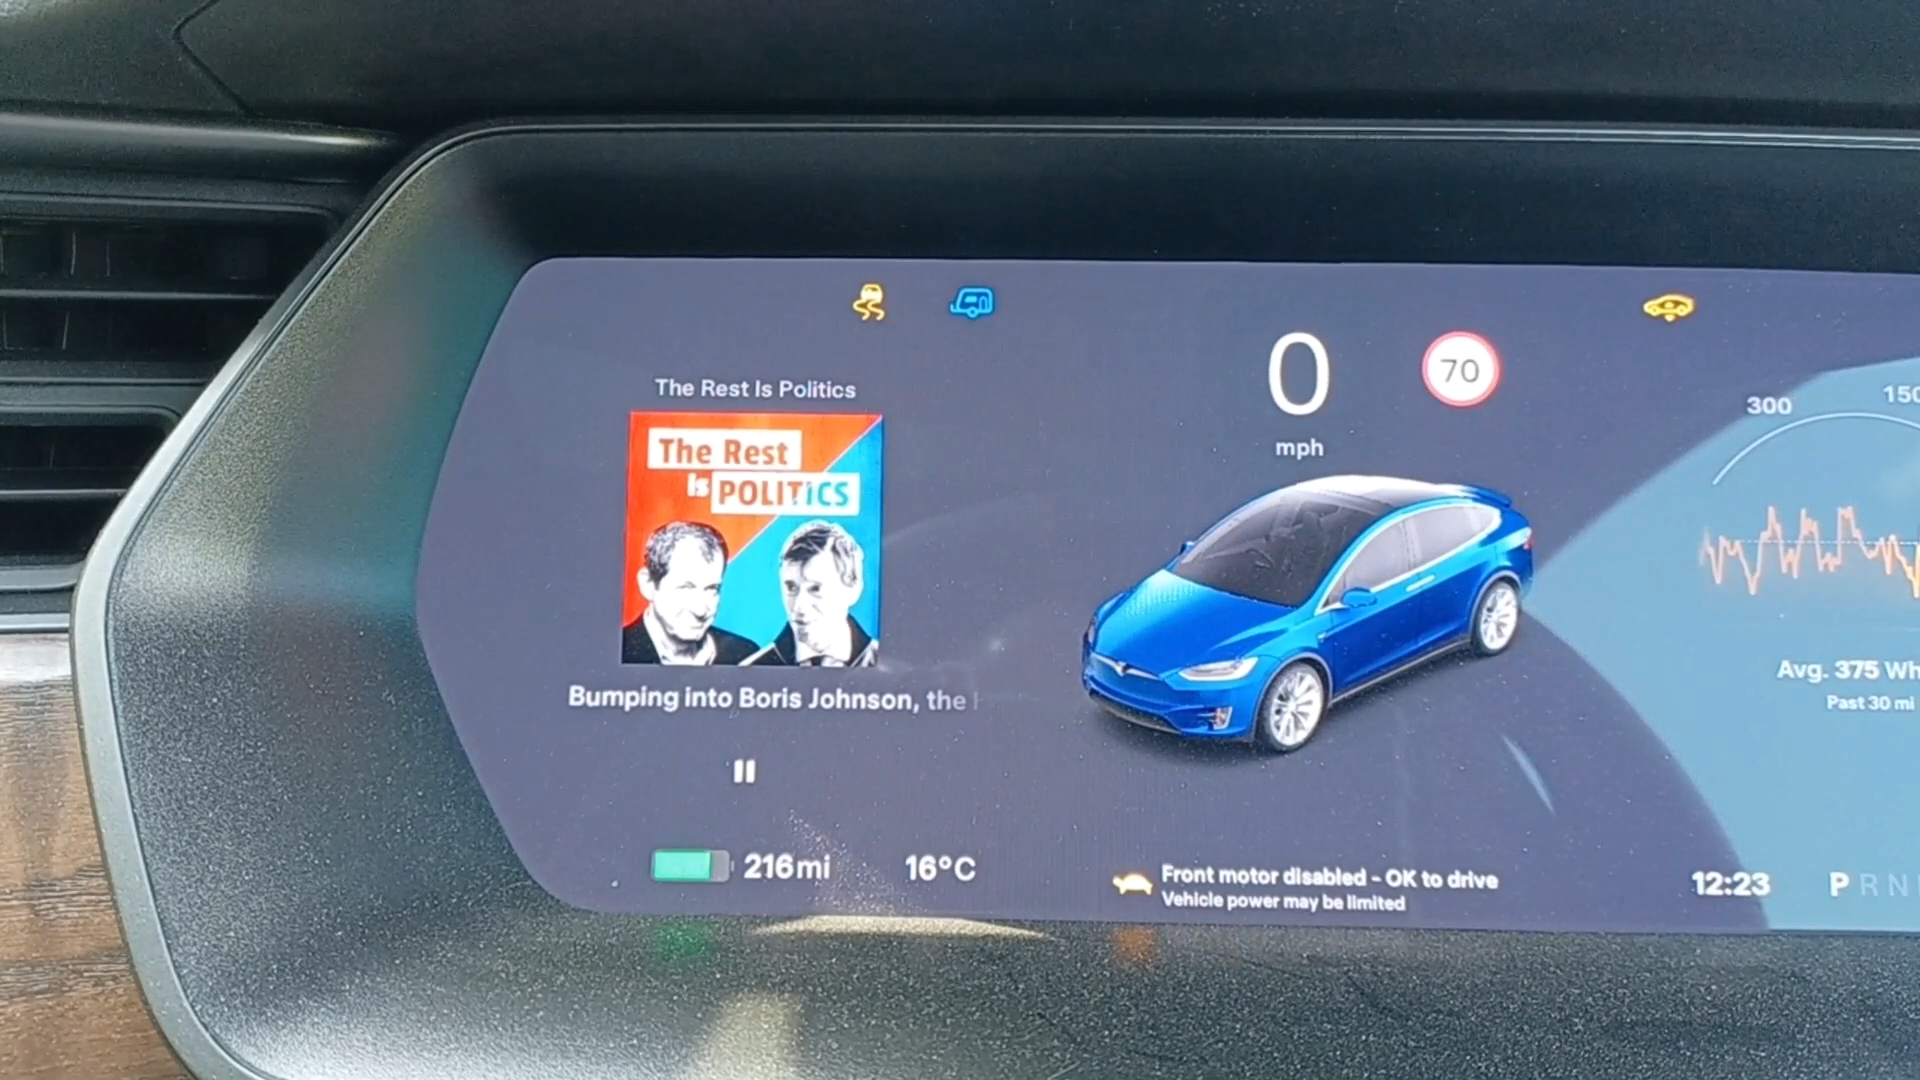 The Rest Is Politics
The Rest
Is POLITICS
Bumping into Boris Johnson, the
216mi
16°C
0
mph
70
Front motor disabled - OK to drive
Vehicle power may be limited
300
150
Avg. 375 Wh
Past 30 mi
12:23
P R N